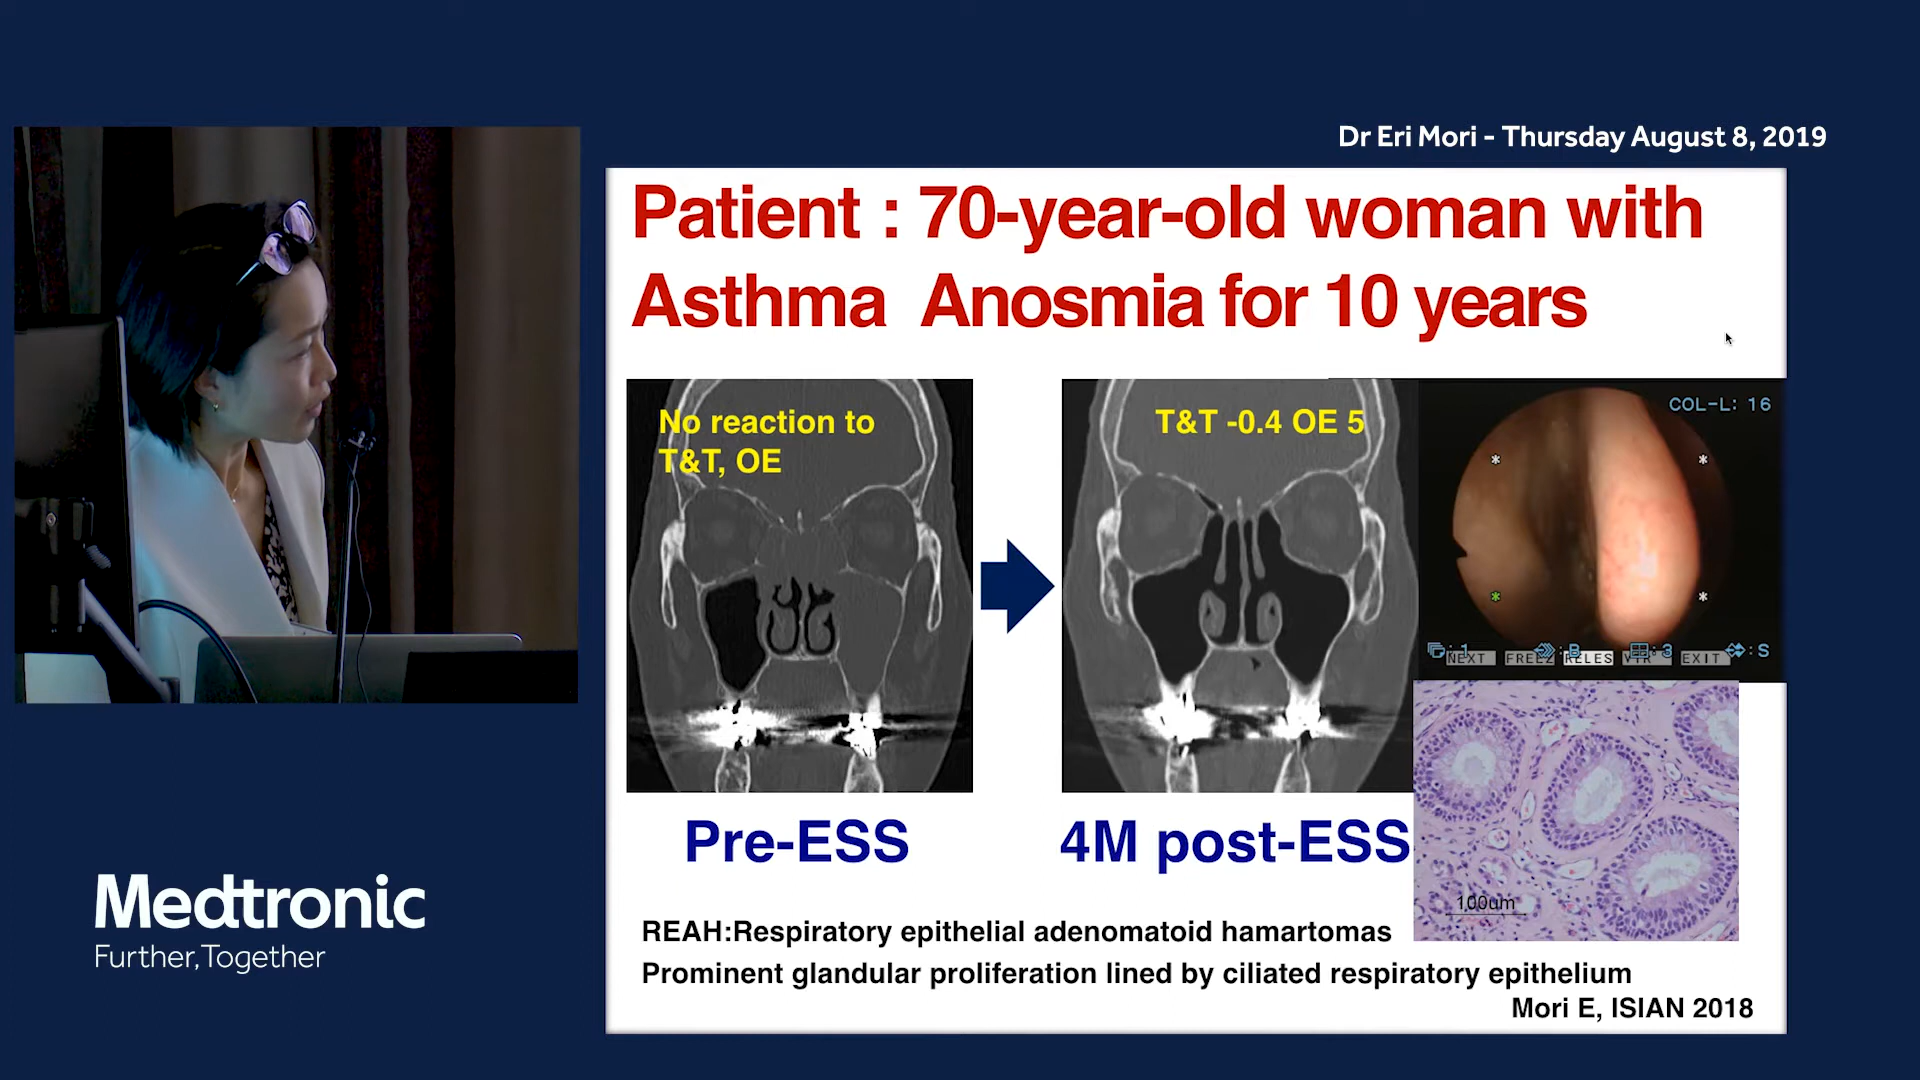 Dr Eri Mori - Thursday August 8, 2019
Patient : 70-year-old woman with
Asthma Anosmia for 10 years
No reaction to
T&T, OE
T&T -0.4 OE 5
COL-L: 16
:1 :B :3 :S
NEXT FREEZ RELES VTR EXIT
Pre-ESS
4M post-ESS
100um
REAH:Respiratory epithelial adenomatoid hamartomas
Prominent glandular proliferation lined by ciliated respiratory epithelium
Mori E, ISIAN 2018
Medtronic
Further, Together